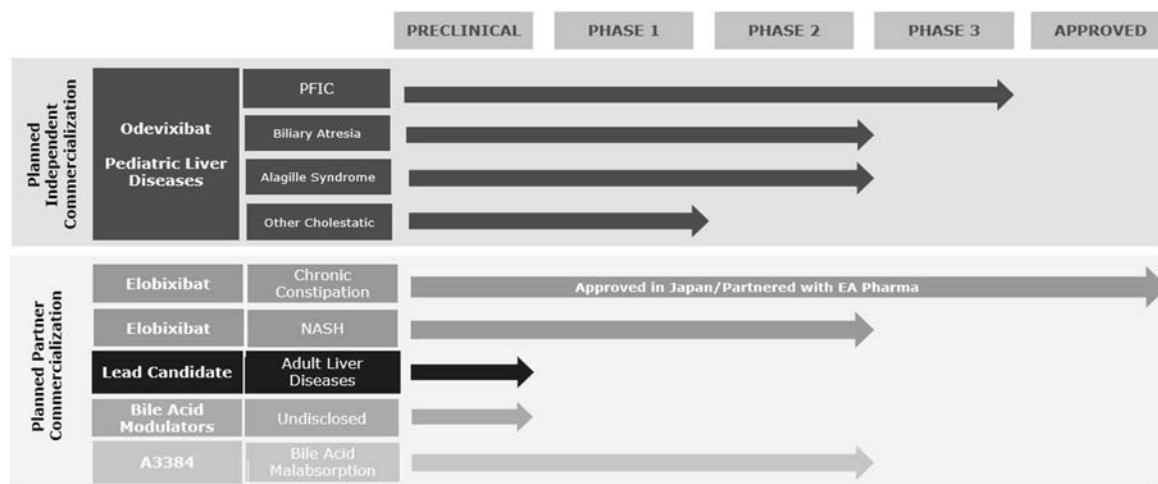 PRECLINICAL PHASE 1 PHASE 2 PHASE 3 APPROVED
Planned
Independent
Commercialization
Odevixibat
Pediatric Liver
Diseases
PFIC
Biliary Atresia
Alagille Syndrome
Other Cholestatic
Planned Partner
Commercialization
Elobixibat
Chronic
Constipation
Approved in Japan/Partnered with EA Pharma
Elobixibat
NASH
Lead Candidate
Adult Liver
Diseases
Bile Acid
Modulators
Undisclosed
A3384
Bile Acid
Malabsorption